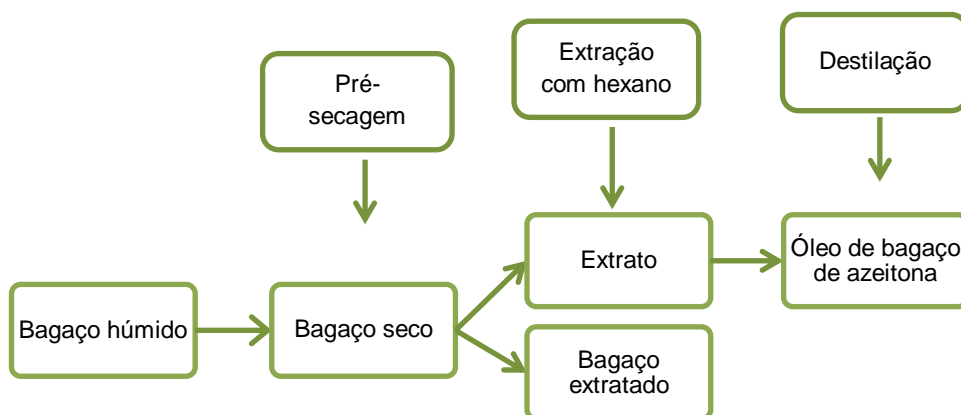 Pré-
secagem
Extração
com hexano
Destilação
Bagaço húmido
Bagaço seco
Extrato
Óleo de bagaço
de azeitona
Bagaço
extratado